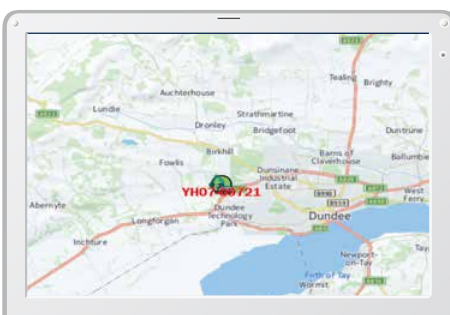 Tealing
Brighty
Auchterhouse
Lundie
Strathmartine
Dronley
Bridgefoot
Duntrune
Birkhill
Barns of
Claverhouse
Ballumbie
Fowlis
Dunsinane
Industrial
Estate
West
Ferry
Abernyte
Longforgan
Dundee
Technology
Park
Dundee
Inchture
Newport-
on-Tay
Tay
Firth of Tay
Wormit